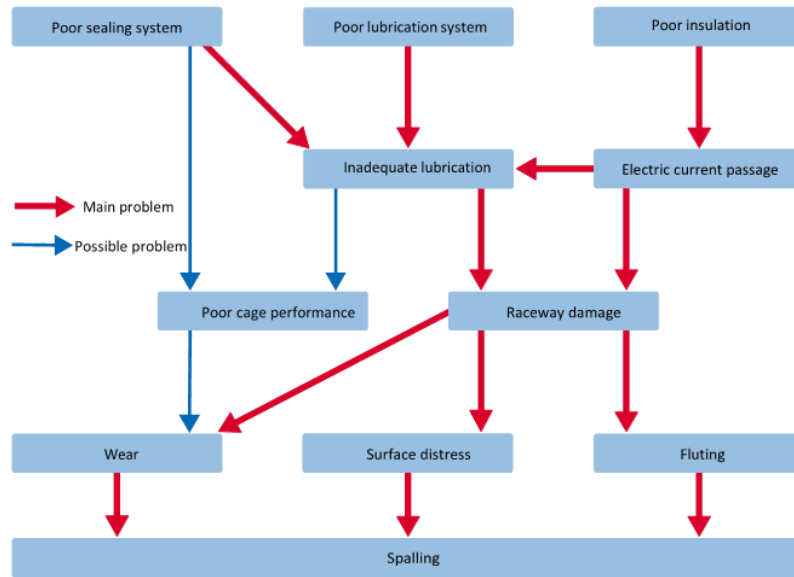 Poor sealing system
Poor lubrication system
Poor insulation
Inadequate lubrication
Electric current passage
Main problem
Possible problem
Poor cage performance
Raceway damage
Wear
Surface distress
Fluting
Spalling